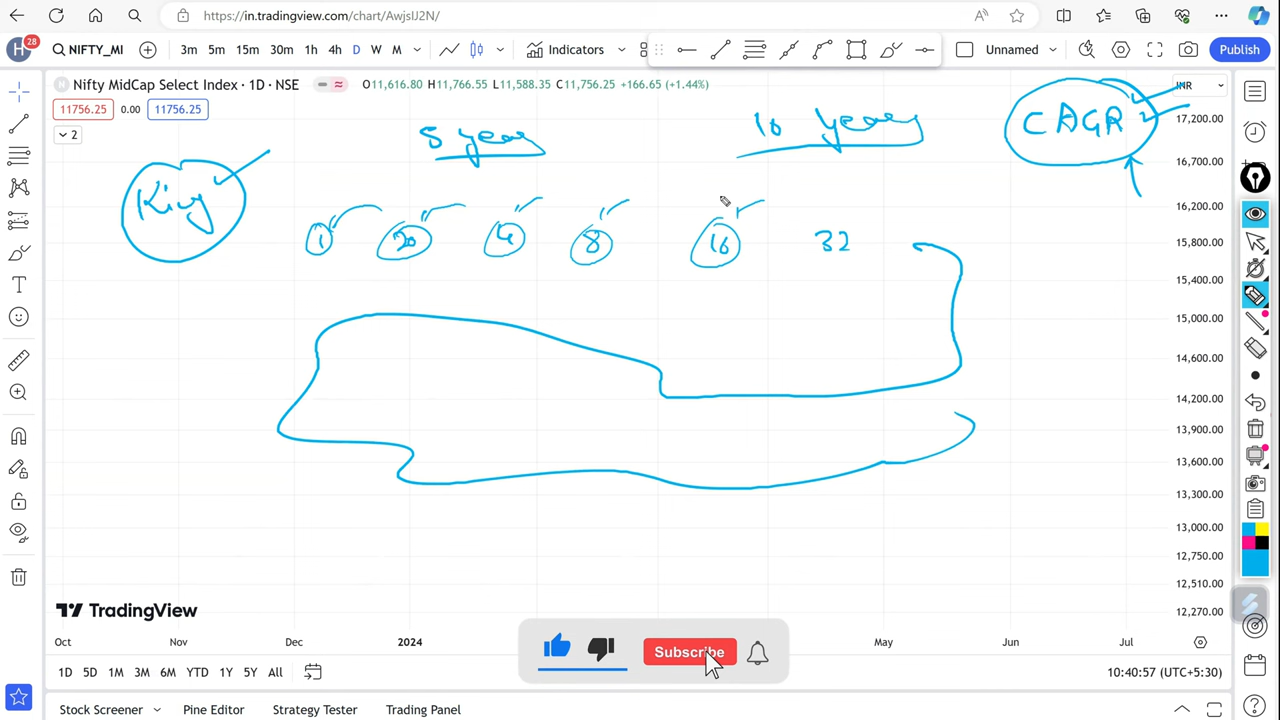 https://in.tradingview.com/chart/AwjsIJ2N/
H 28 NIFTY_MI 3m 5m 15m 30m 1h 4h D W M Indicators Unnamed Publish
Nifty MidCap Select Index · 1D · NSE O11,616.80 H11,766.55 L11,588.35 C11,756.25 +166.65 (+1.44%)
INR
11756.25 0.00 11756.25
2
5 year
10 years
CAGR
King
1 20 4 8 16 32
17,200.00
16,700.00
16,200.00
15,800.00
15,400.00
15,000.00
14,600.00
14,200.00
13,900.00
13,600.00
13,300.00
13,000.00
12,750.00
12,510.00
12,270.00
TradingView
Oct Nov Dec 2024 May Jun Jul
Subscribe
1D 5D 1M 3M 6M YTD 1Y 5Y All
10:40:57 (UTC+5:30)
Stock Screener Pine Editor Strategy Tester Trading Panel